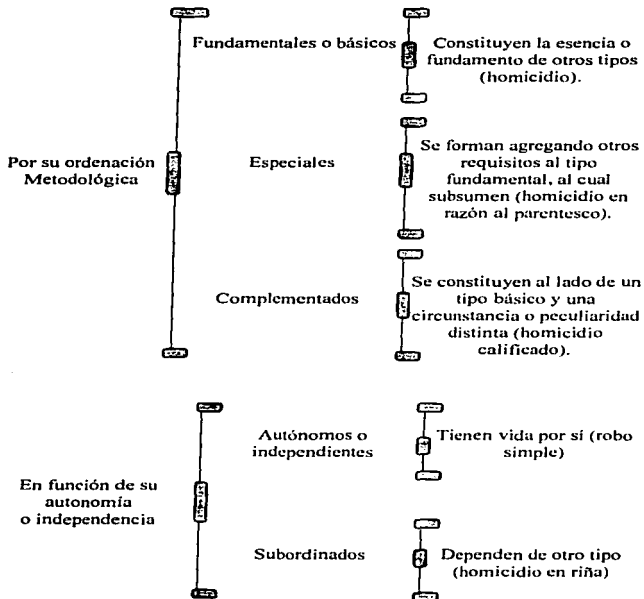 Fundamentales o básicos
Constituyen la esencia o
fundamento de otros tipos
(homicidio).
Por su ordenación
Metodológica
Especiales
Se forman agregando otros
requisitos al tipo
fundamental, al cual
subsumen (homicidio en
razón al parentesco).
Complementados
Se constituyen al lado de un
tipo básico y una
circunstancia o peculiaridad
distinta (homicidio
calificado).
En función de su
autonomía
o independencia
Autónomos o
independientes
Tienen vida por sí (robo
simple)
Subordinados
Dependen de otro tipo
(homicidio en riña)